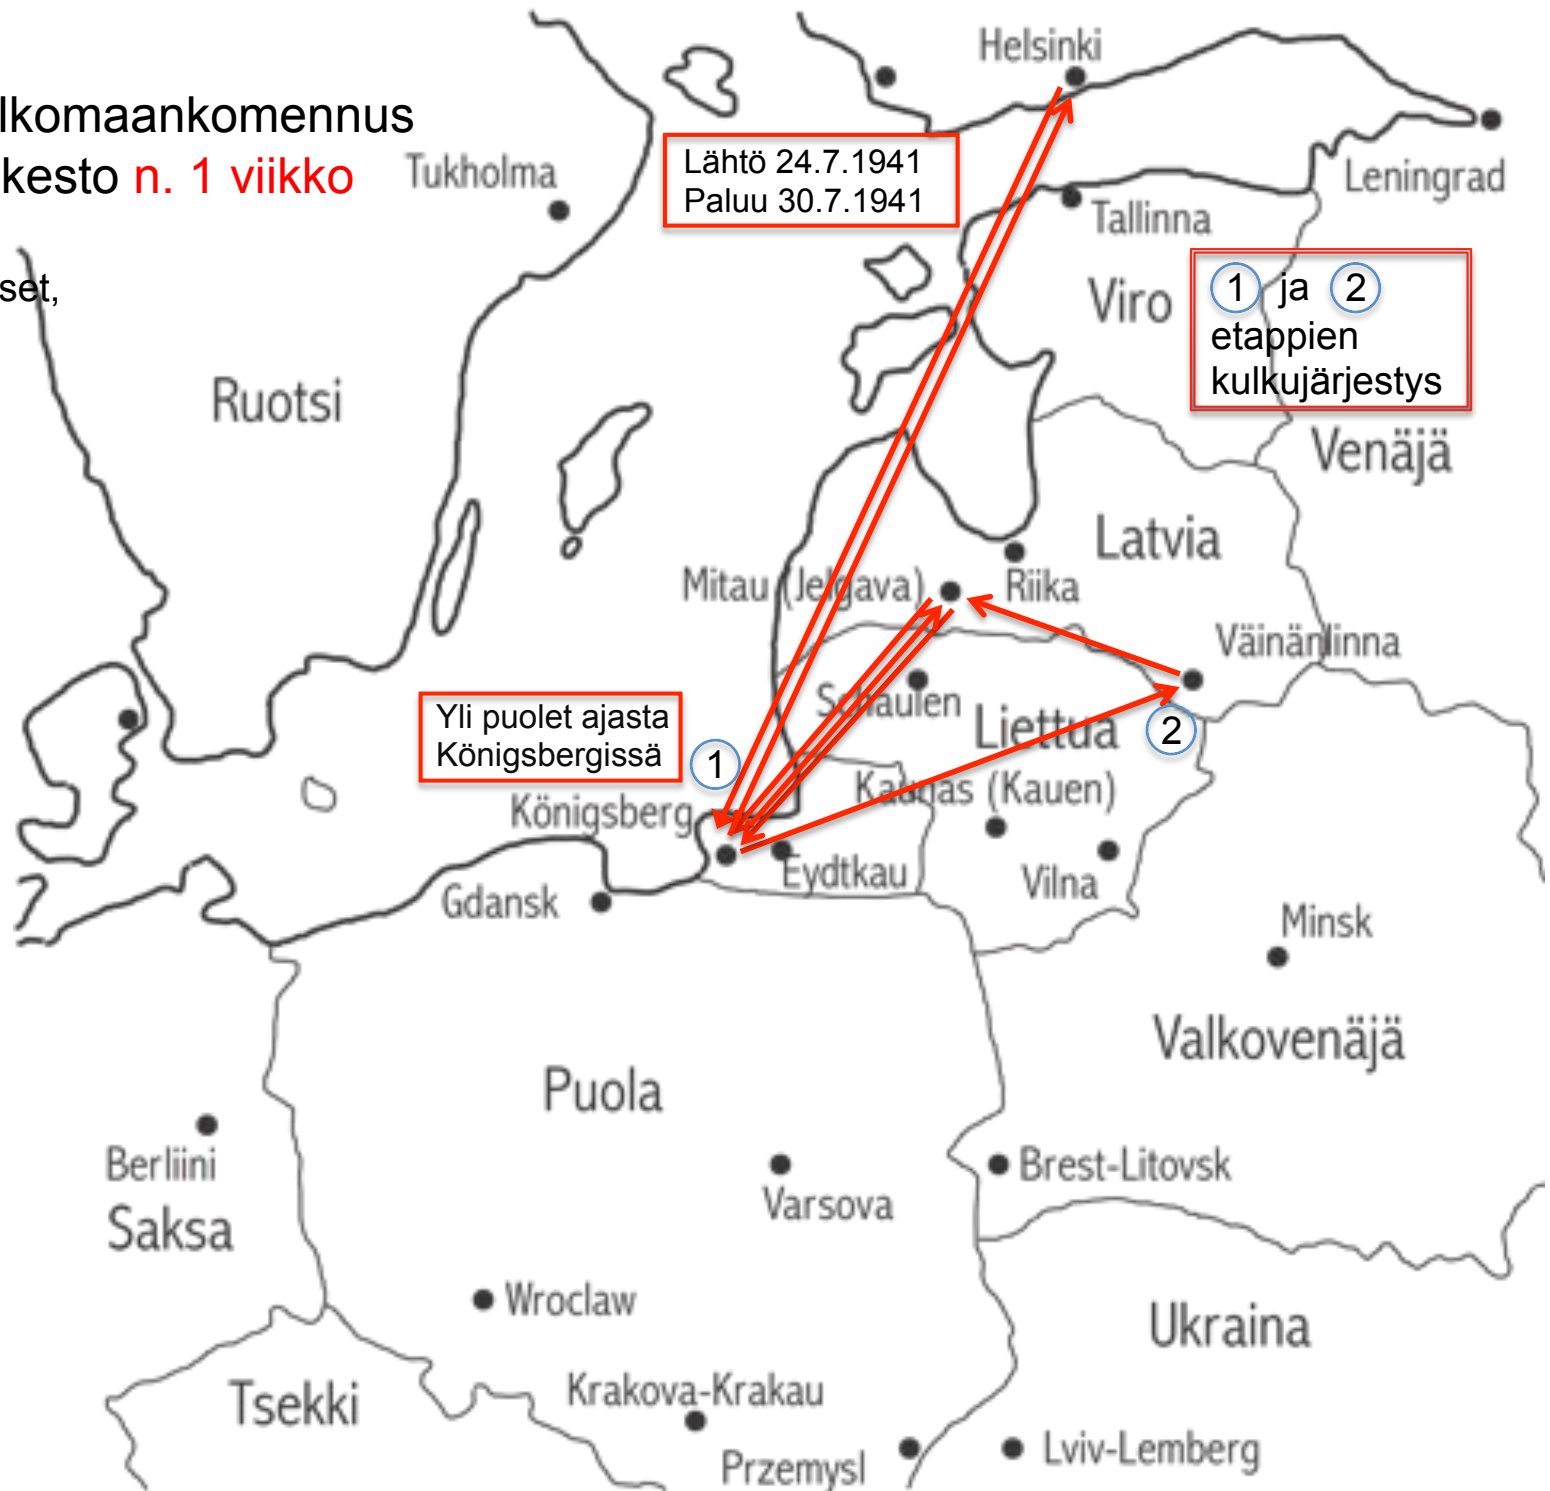 lkomaankomennus
kesto n. 1 viikko
set,
Helsinki
Tukholma
Lähtö 24.7.1941
Paluu 30.7.1941
Leningrad
Tallinna
Viro
1 ja 2
etappien
kulkujärjestys
Ruotsi
Venäjä
Latvia
Mitau (Jelgava)
Riika
Väinänlinna
Schaulen
Liettua
2
Yli puolet ajasta
Königsbergissä
1
Kaunas (Kauen)
Königsberg
Eydtkau
Vilna
Gdansk
Minsk
Valkovenäjä
Puola
Berliini
Brest-Litovsk
Varsova
Saksa
Wroclaw
Ukraina
Tsekki
Krakova-Krakau
Przemysl
Lviv-Lemberg